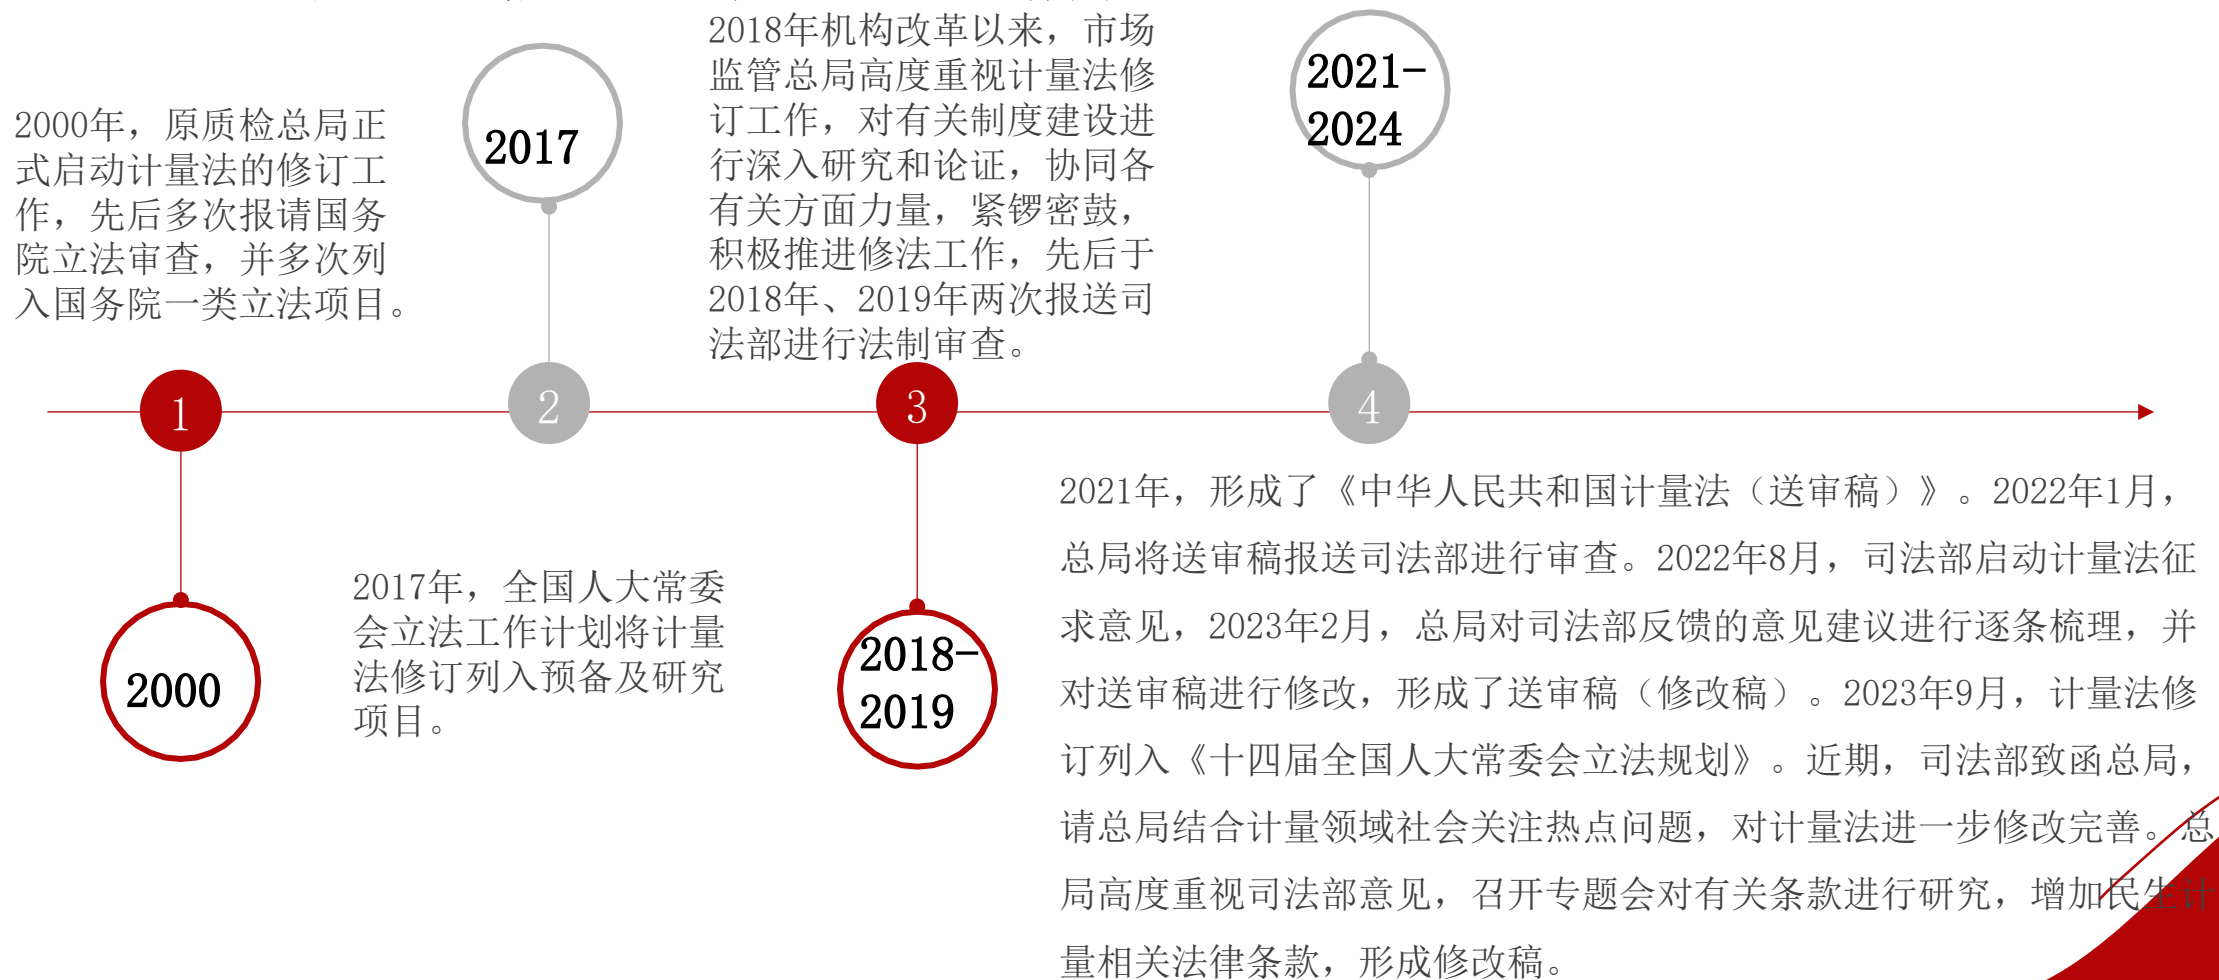 2000年，原质检总局正
式启动计量法的修订工
作，先后多次报请国务
院立法审查，并多次列
入国务院一类立法项目。
2017
2018年机构改革以来，市场
监管总局高度重视计量法修
订工作，对有关制度建设进
行深入研究和论证，协同各
有关方面力量，紧锣密鼓，
积极推进修法工作，先后于
2018年、2019年两次报送司
法部进行法制审查。
2021-
2024
1
2
3
4
2000
2017年，全国人大常委
会立法工作计划将计量
法修订列入预备及研究
项目。
2018-
2019
2021年，形成了《中华人民共和国计量法（送审稿）》。2022年1月，
总局将送审稿报送司法部进行审查。2022年8月，司法部启动计量法征
求意见，2023年2月，总局对司法部反馈的意见建议进行逐条梳理，并
对送审稿进行修改，形成了送审稿（修改稿）。2023年9月，计量法修
订列入《十四届全国人大常委会立法规划》。近期，司法部致函总局，
请总局结合计量领域社会关注热点问题，对计量法进一步修改完善。总
局高度重视司法部意见，召开专题会对有关条款进行研究，增加民生计
量相关法律条款，形成修改稿。